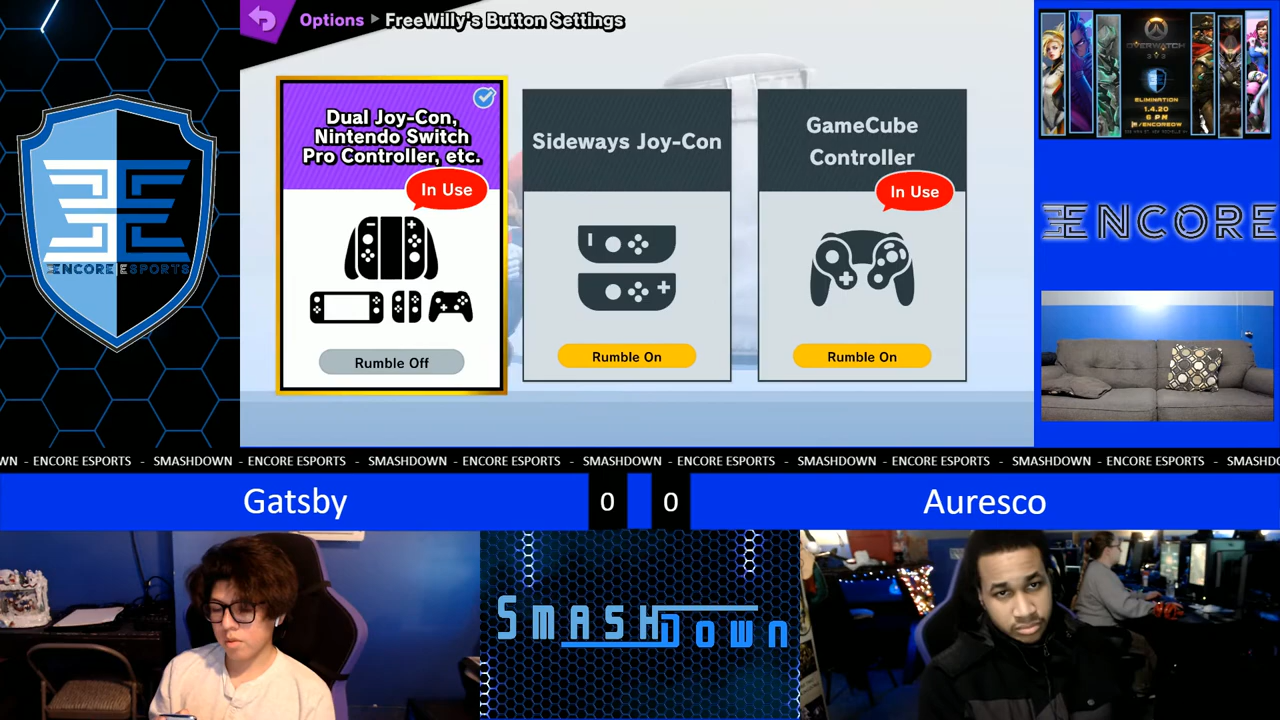 Options ▶ FreeWilly's Button Settings
Dual Joy-Con,
Nintendo Switch
Pro Controller, etc.
In Use
Rumble Off
Sideways Joy-Con
Rumble On
GameCube
Controller
In Use
Rumble On
ENCORE ESPORTS
OVERWATCH
3V3
ELIMINATION
1.4.20
6 PM
ENCORE
WN - ENCORE ESPORTS - SMASHDOWN - ENCORE ESPORTS - SMASHDOWN - ENCORE ESPORTS - SMASHDOWN - ENCORE ESPORTS - SMASHDOWN - ENCORE ESPORTS - SMASHDOWN - ENCORE ESPORTS - SMASHD
Gatsby 0 0 Auresco
SMASHDOWN